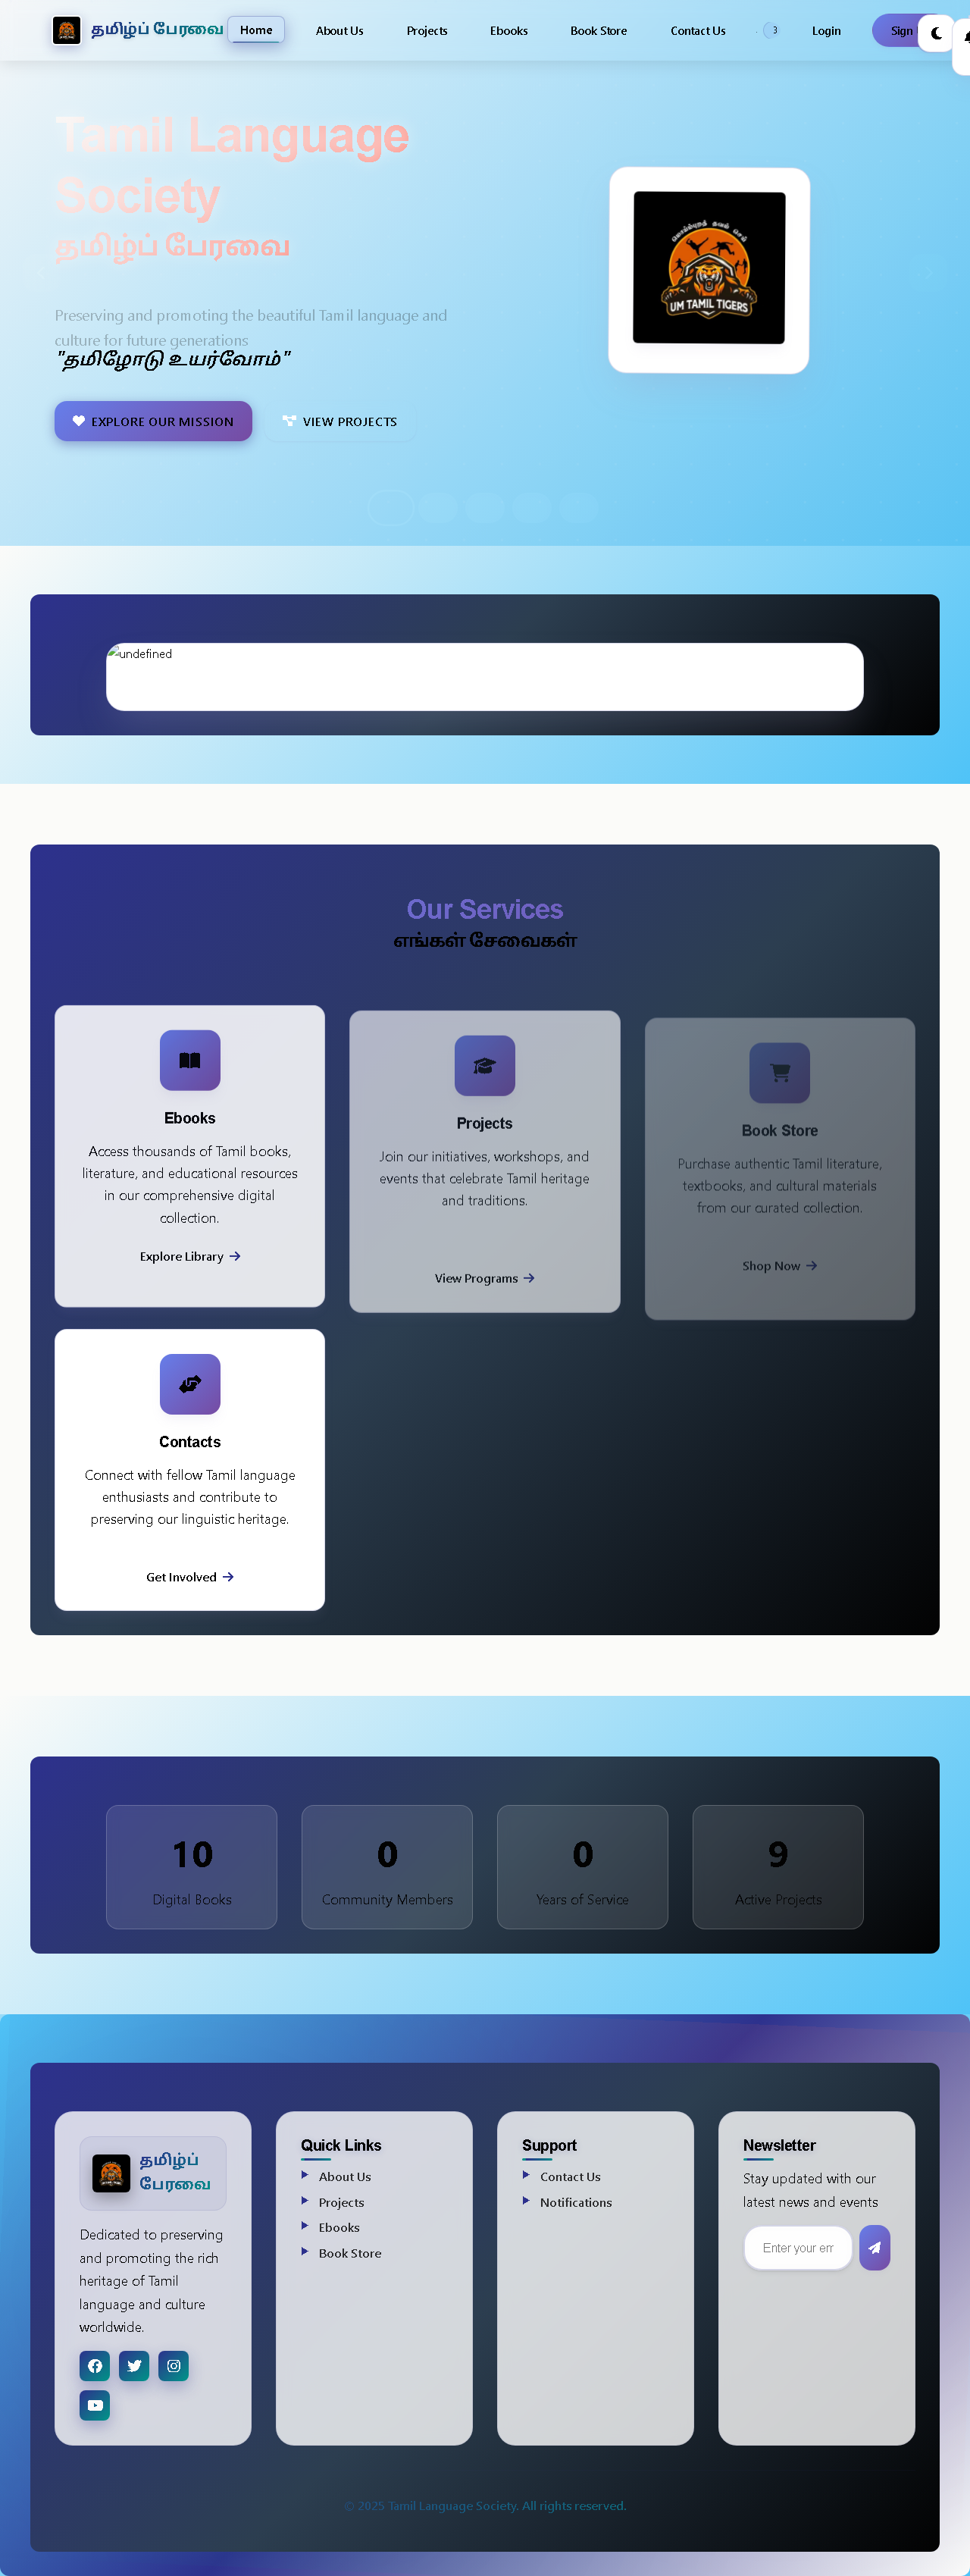 தமிழ்ப் பேரவை
Home
About Us
Projects
Ebooks
Book Store
Contact Us
3
Login
Sign
Tamil Language
Society
தமிழ்ப் பேரவை
Preserving and promoting the beautiful Tamil language and
culture for future generations
"தமிழோடு உயர்வோம்"
EXPLORE OUR MISSION
VIEW PROJECTS
UM TAMIL TIGERS
undefined
Our Services
எங்கள் சேவைகள்
Ebooks
Access thousands of Tamil books,
literature, and educational resources
in our comprehensive digital
collection.
Explore Library
Projects
Join our initiatives, workshops, and
events that celebrate Tamil heritage
and traditions.
View Programs
Book Store
Purchase authentic Tamil literature,
textbooks, and cultural materials
from our curated collection.
Shop Now
Contacts
Connect with fellow Tamil language
enthusiasts and contribute to
preserving our linguistic heritage.
Get Involved
10
Digital Books
0
Community Members
0
Years of Service
9
Active Projects
தமிழ்ப்
பேரவை
Dedicated to preserving
and promoting the rich
heritage of Tamil
language and culture
worldwide.
Quick Links
About Us
Projects
Ebooks
Book Store
Support
Contact Us
Notifications
Newsletter
Stay updated with our
latest news and events
Enter your em
© 2025 Tamil Language Society. All rights reserved.